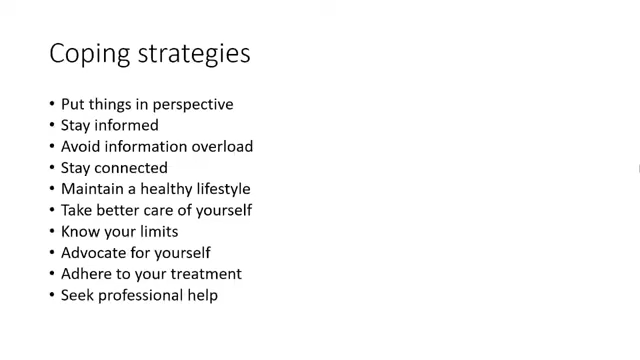 Coping strategies
• Put things in perspective
• Stay informed
• Avoid information overload
• Stay connected
• Maintain a healthy lifestyle
• Take better care of yourself
• Know your limits
• Advocate for yourself
• Adhere to your treatment
• Seek professional help